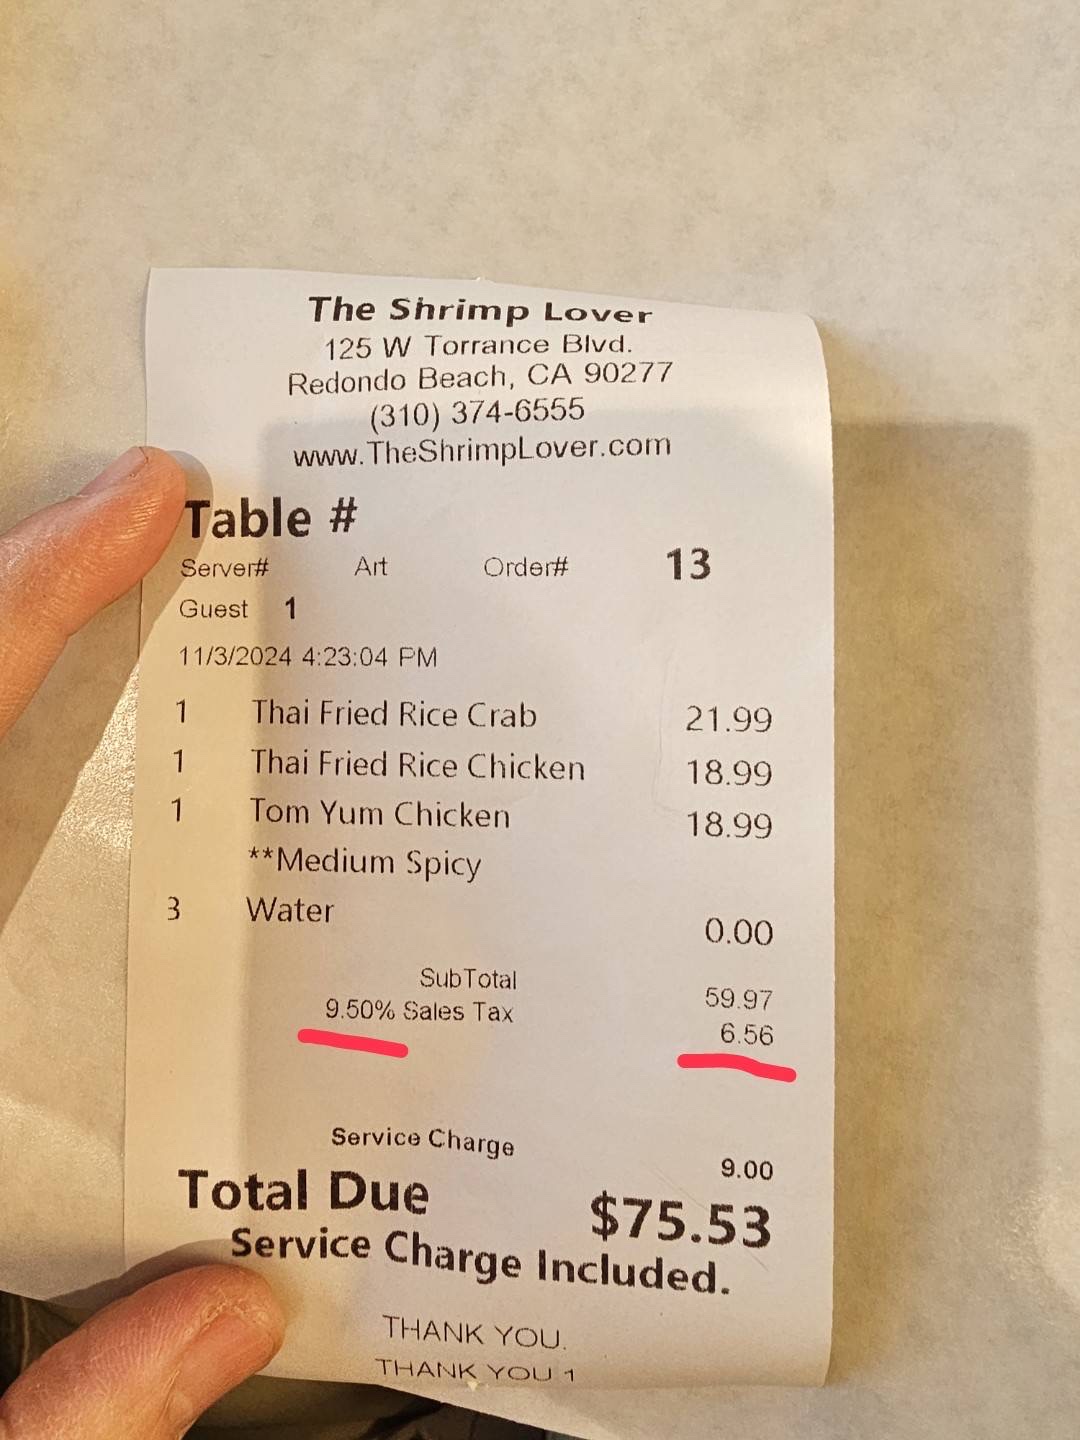 The Shrimp Lover
125 W Torrance Blvd.
Redondo Beach, CA 90277
(310) 374-6555
www.TheShrimpLover.com
Table #
Server# Art Order# 13
Guest 1
11/3/2024 4:23:04 PM
1 Thai Fried Rice Crab 21.99
1 Thai Fried Rice Chicken 18.99
1 Tom Yum Chicken 18.99
**Medium Spicy
3 Water 0.00
SubTotal 59.97
9.50% Sales Tax 6.56
Service Charge 9.00
Total Due $75.53
Service Charge Included.
THANK YOU.
THANK YOU 1